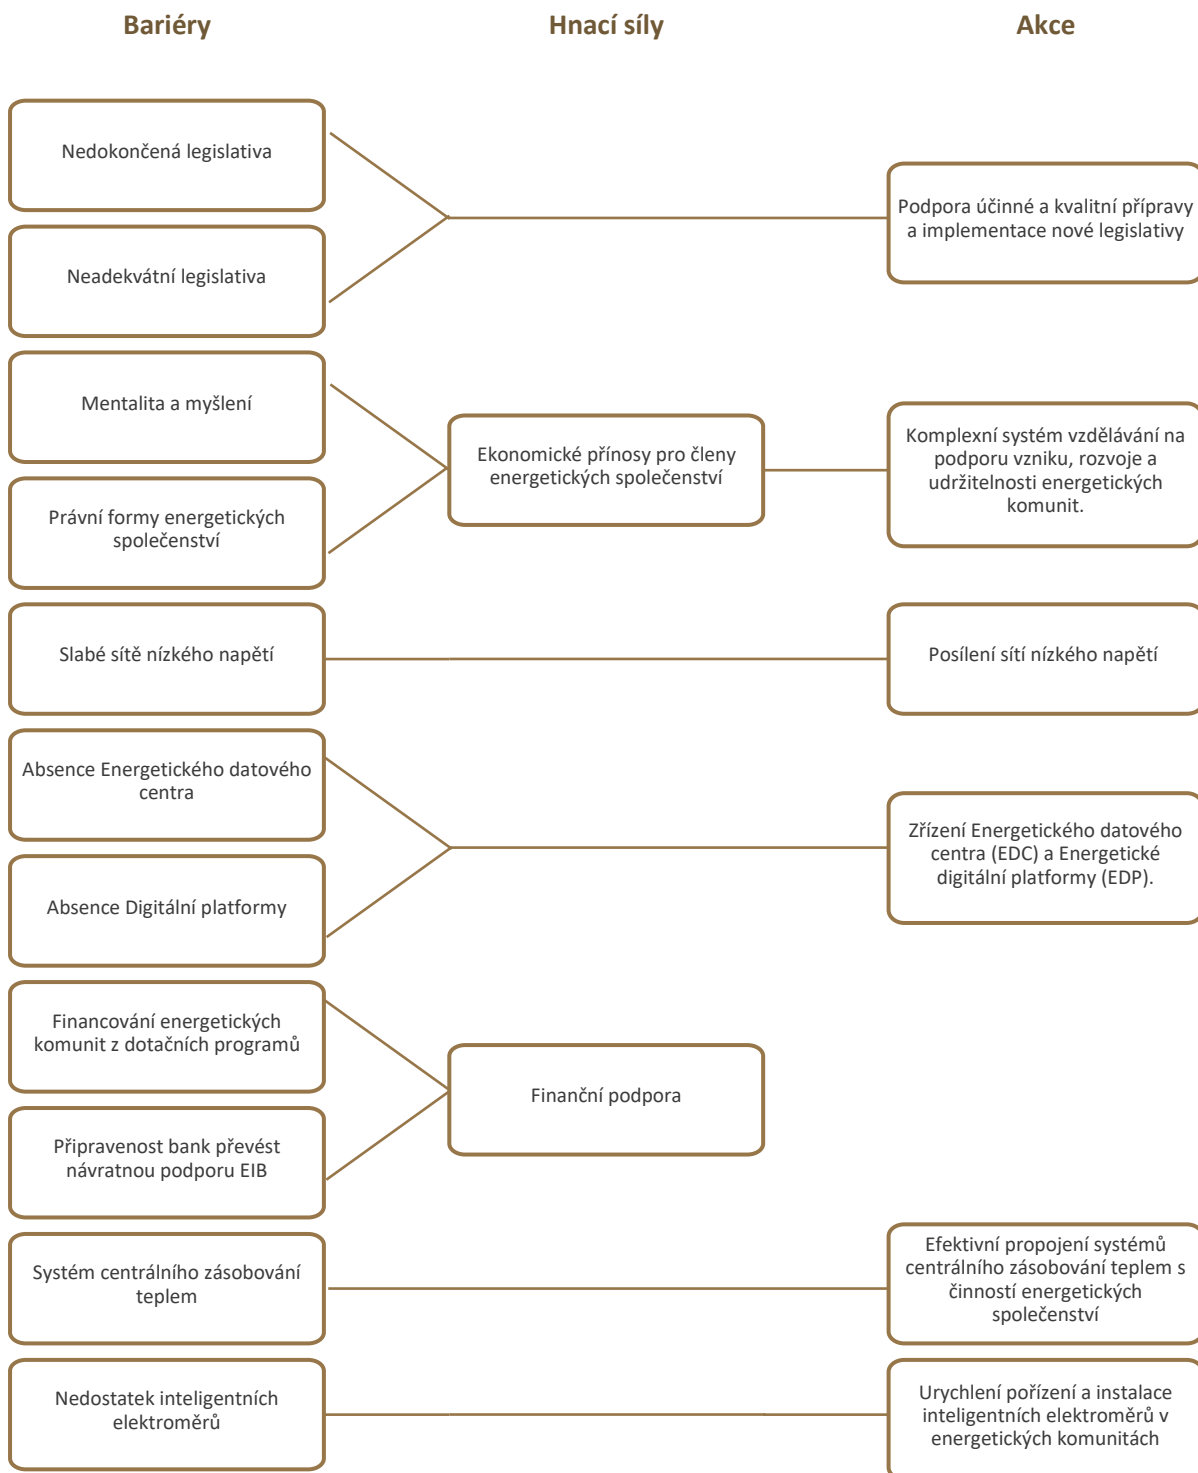 Bariéry
Hnací síly
Akce
Nedokončená legislativa
Neadekvátní legislativa
Podpora účinné a kvalitní přípravy
a implementace nové legislativy
Mentalita a myšlení
Právní formy energetických
společenství
Ekonomické přínosy pro členy
energetických společenství
Komplexní systém vzdělávání na
podporu vzniku, rozvoje a
udržitelnosti energetických
komunit.
Slabé sítě nízkého napětí
Posílení sítí nízkého napětí
Absence Energetického datového
centra
Absence Digitální platformy
Zřízení Energetického datového
centra (EDC) a Energetické
digitální platformy (EDP).
Financování energetických
komunit z dotačních programů
Připravenost bank převést
návratnou podporu EIB
Finanční podpora
Systém centrálního zásobování
teplem
Efektivní propojení systémů
centrálního zásobování teplem s
činností energetických
společenství
Nedostatek inteligentních
elektroměrů
Urychlení pořízení a instalace
inteligentních elektroměrů v
energetických komunitách